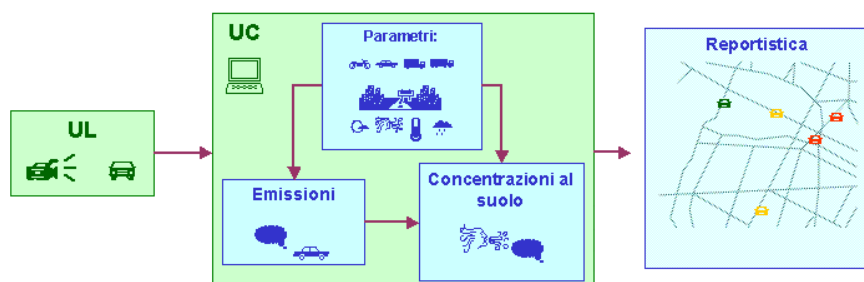 UL
UC
Parametri:
Emissioni
Concentrazioni al
suolo
Reportistica